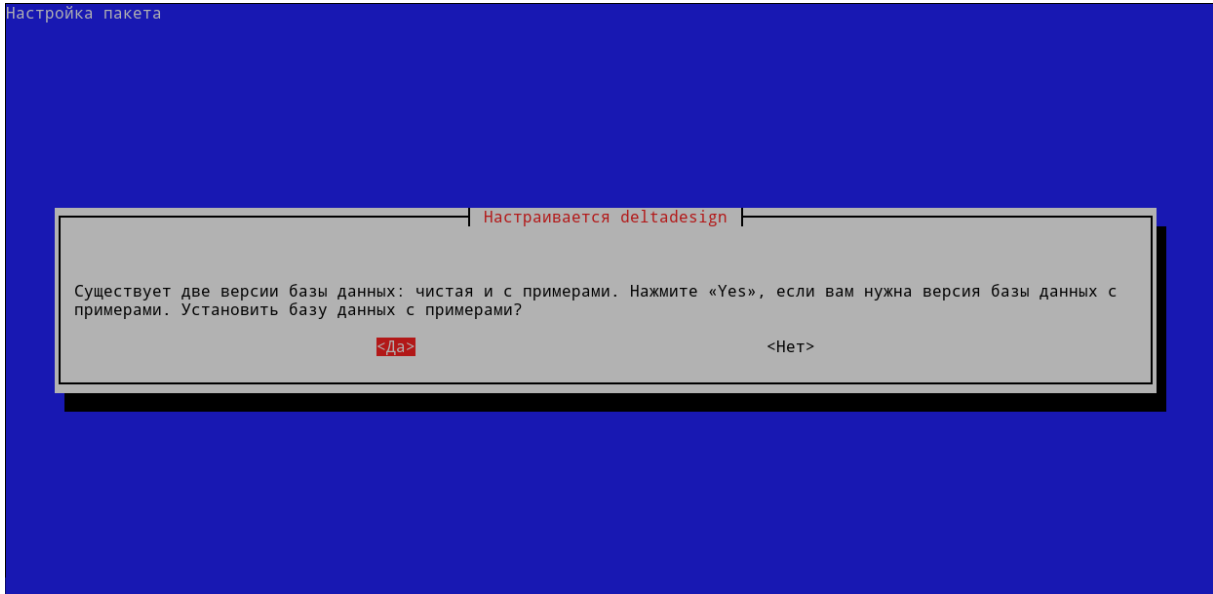 Настройка пакета
Настраивается deltadesign
Существует две версии базы данных: чистая и с примерами. Нажмите «Yes», если вам нужна версия базы данных с
примерами. Установить базу данных с примерами?
<Да> <Нет>